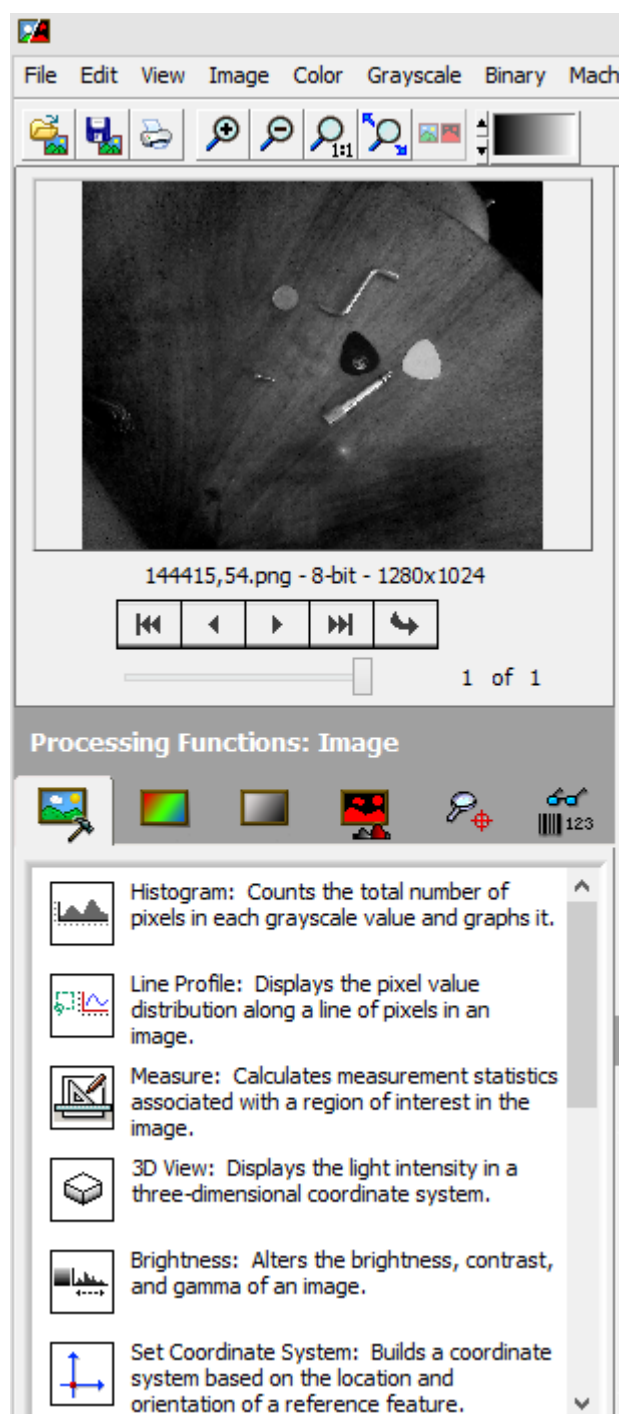 File Edit View Image Color Grayscale Binary Mach
1:1
144415,54.png - 8-bit - 1280x1024
1 of 1
Processing Functions: Image
123
Histogram: Counts the total number of
pixels in each grayscale value and graphs it.
Line Profile: Displays the pixel value
distribution along a line of pixels in an
image.
Measure: Calculates measurement statistics
associated with a region of interest in the
image.
3D View: Displays the light intensity in a
three-dimensional coordinate system.
Brightness: Alters the brightness, contrast,
and gamma of an image.
Set Coordinate System: Builds a coordinate
system based on the location and
orientation of a reference feature.